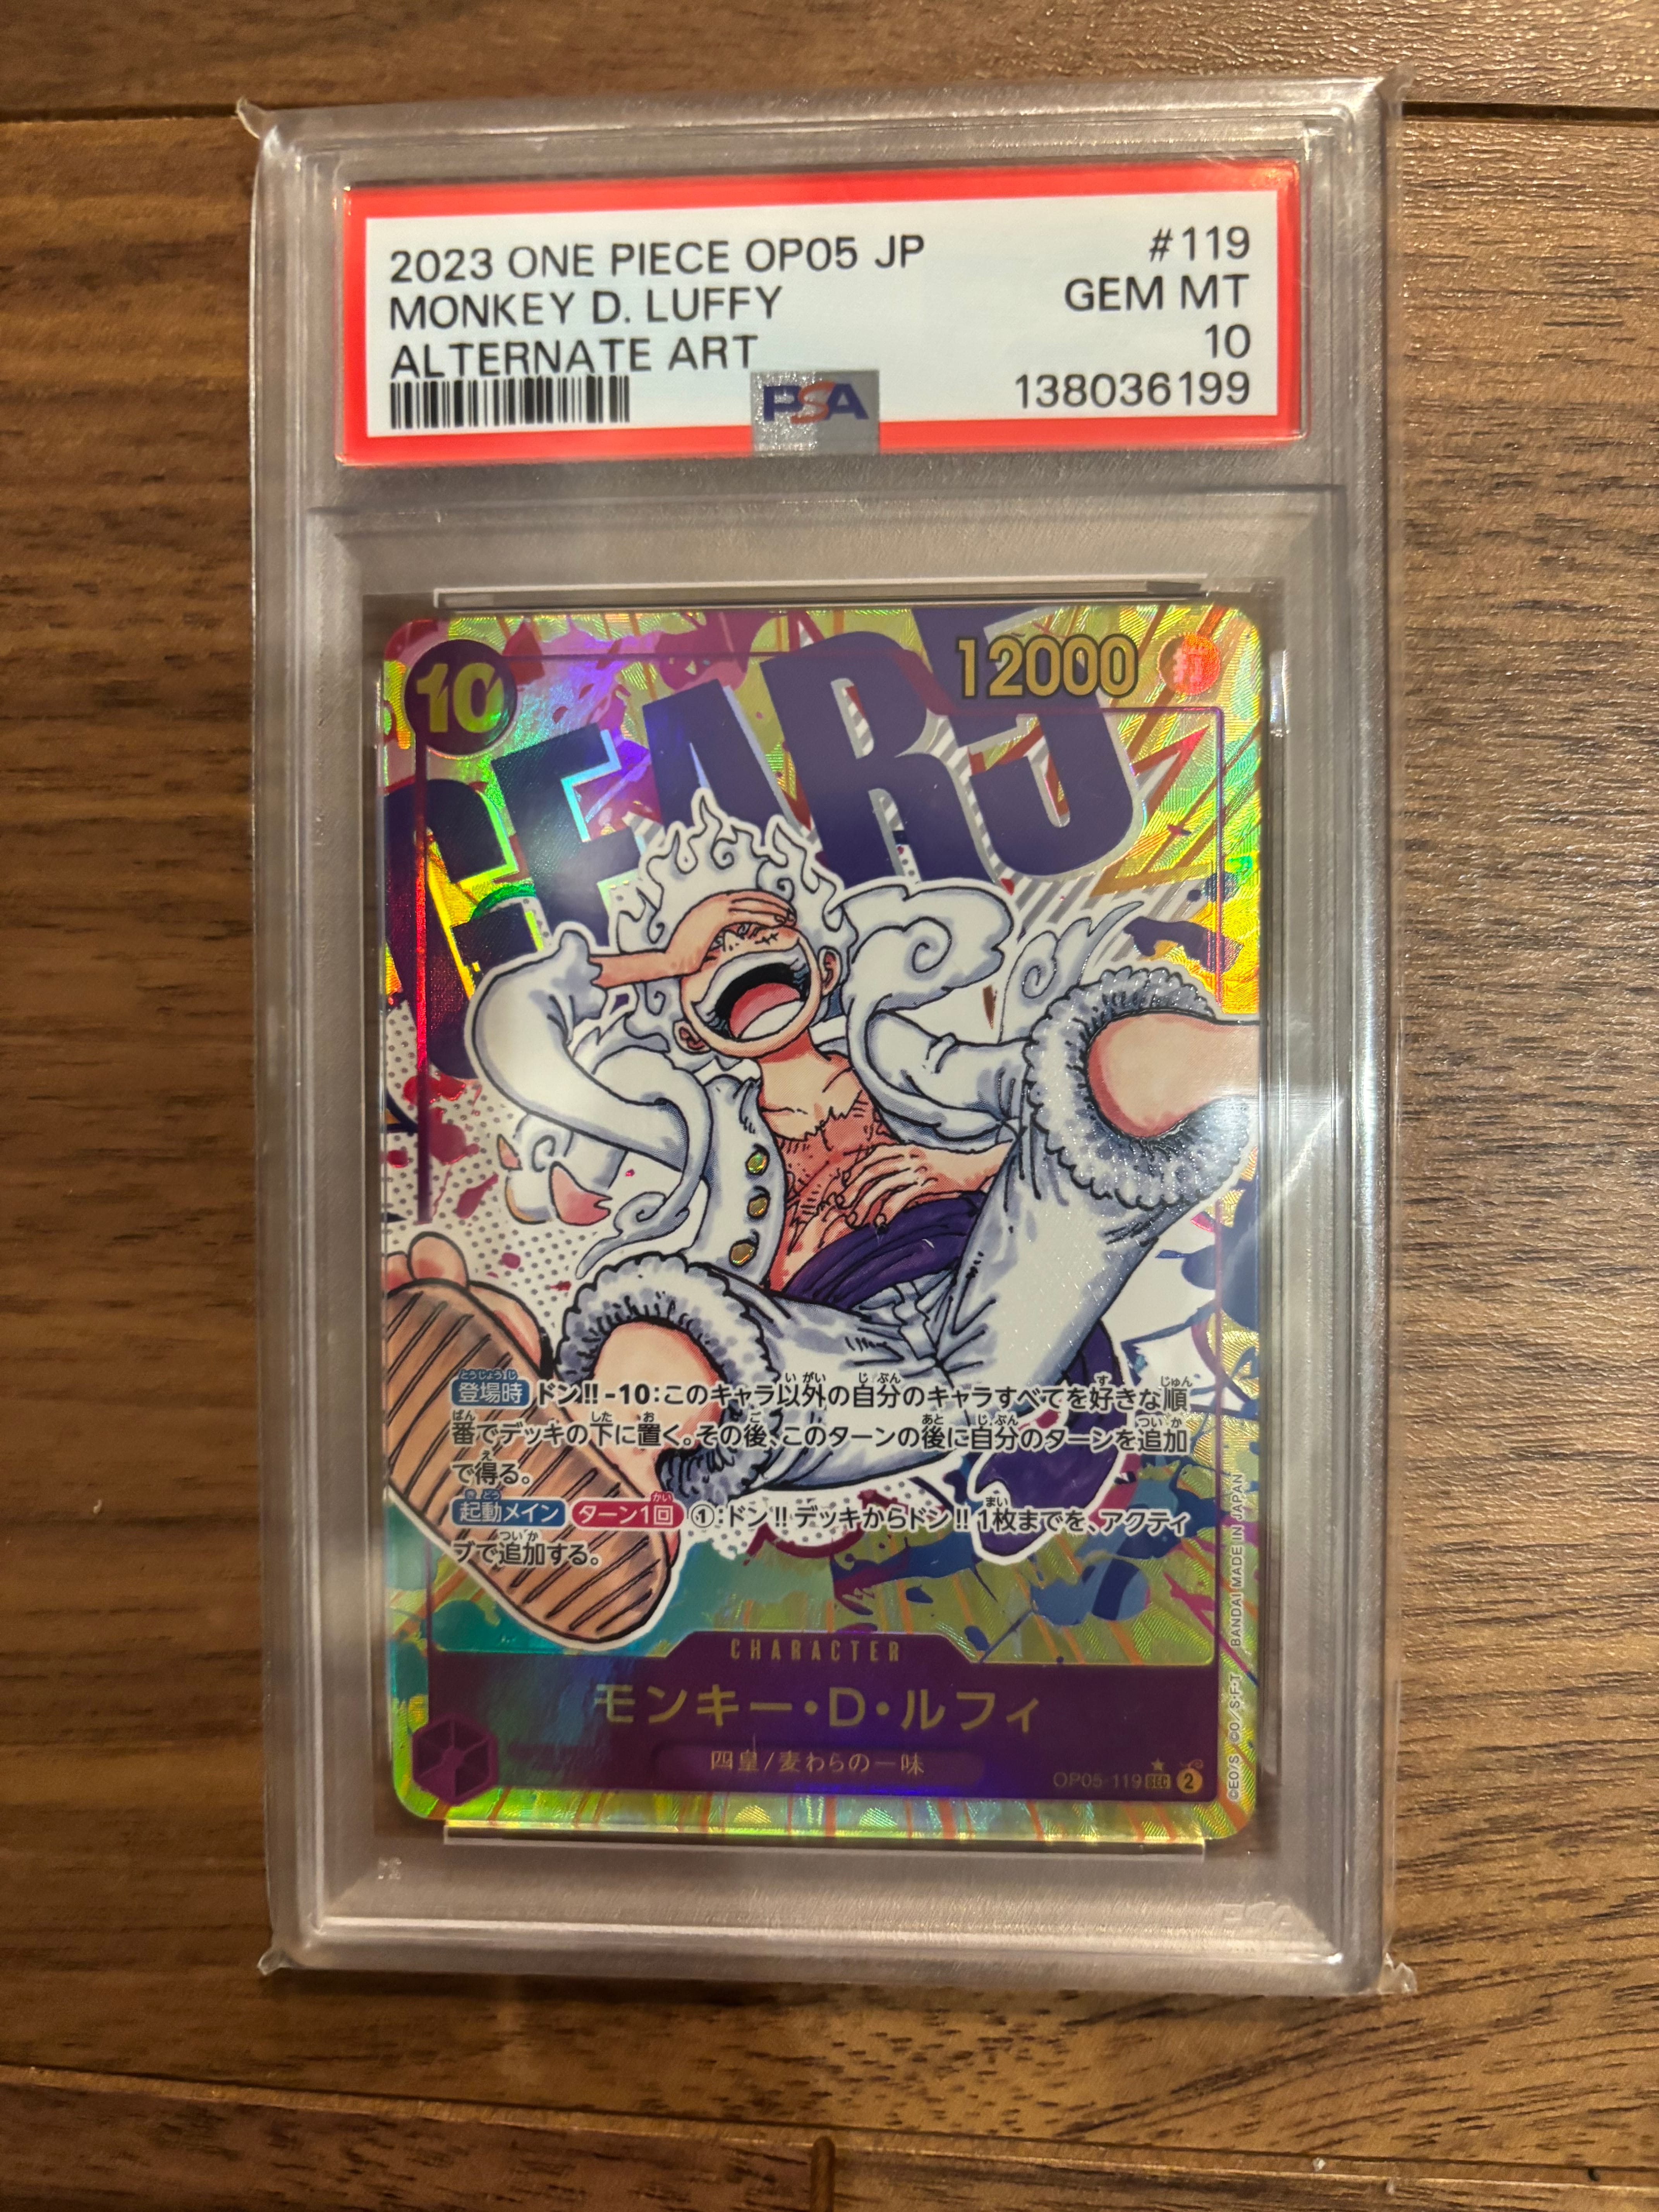 2023 ONE PIECE OP05 JP #119
MONKEY D. LUFFY GEM MT
ALTERNATE ART 10
PSA 138036199
10 12000 打
GEAR5
登場時 ドン!!-10:このキャラ以外の自分のキャラすべてを好きな順
番でデッキの下に置く。その後、このターンの後に自分のターンを追加
で得る。
起動メイン ターン1回 ①:ドン!!デッキからドン!!1枚までを、アクティ
ブで追加する。
CHARACTER
モンキー・D・ルフィ
四皇/麦わらの一味
OP05-119 SEC 2
©EO/S. ©O/S・F・T BANDAI MADE IN JAPAN